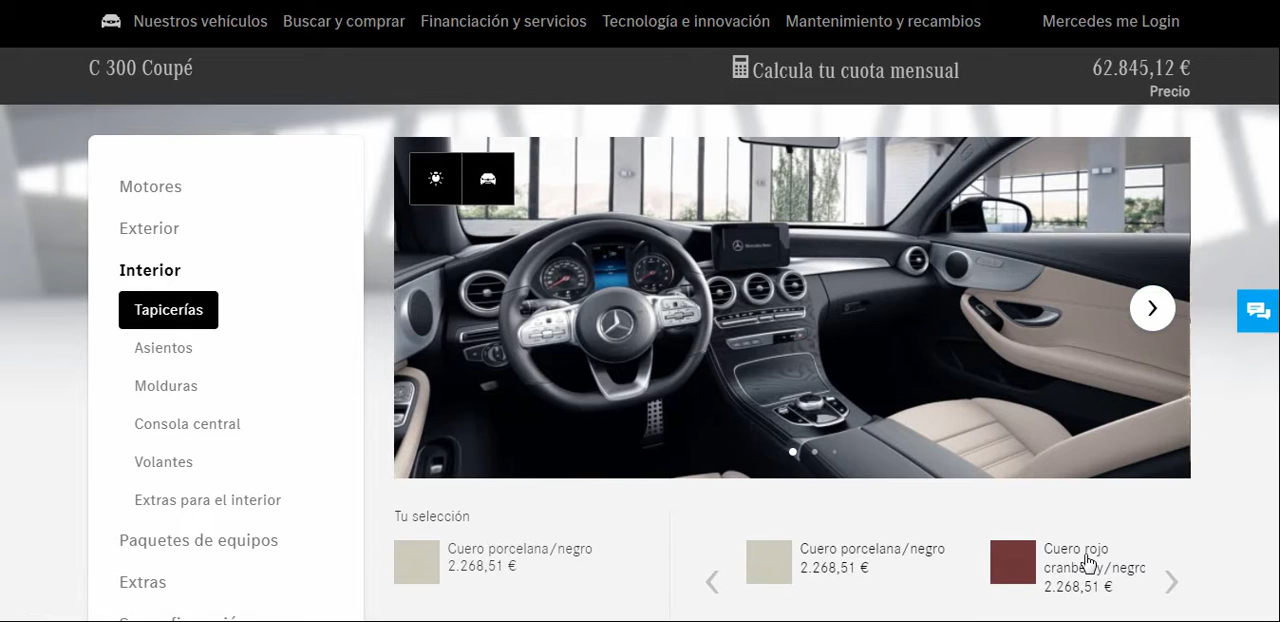 Nuestros vehículos Buscar y comprar Financiación y servicios Tecnología e innovación Mantenimiento y recambios Mercedes me Login
C 300 Coupé
Calcula tu cuota mensual
62.845,12 €
Precio
Motores
Exterior
Interior
Tapicerías
Asientos
Molduras
Consola central
Volantes
Extras para el interior
Paquetes de equipos
Extras
Tu selección
Cuero porcelana/negro
2.268,51 €
Cuero porcelana/negro
2.268,51 €
Cuero rojo
2.268,51 €